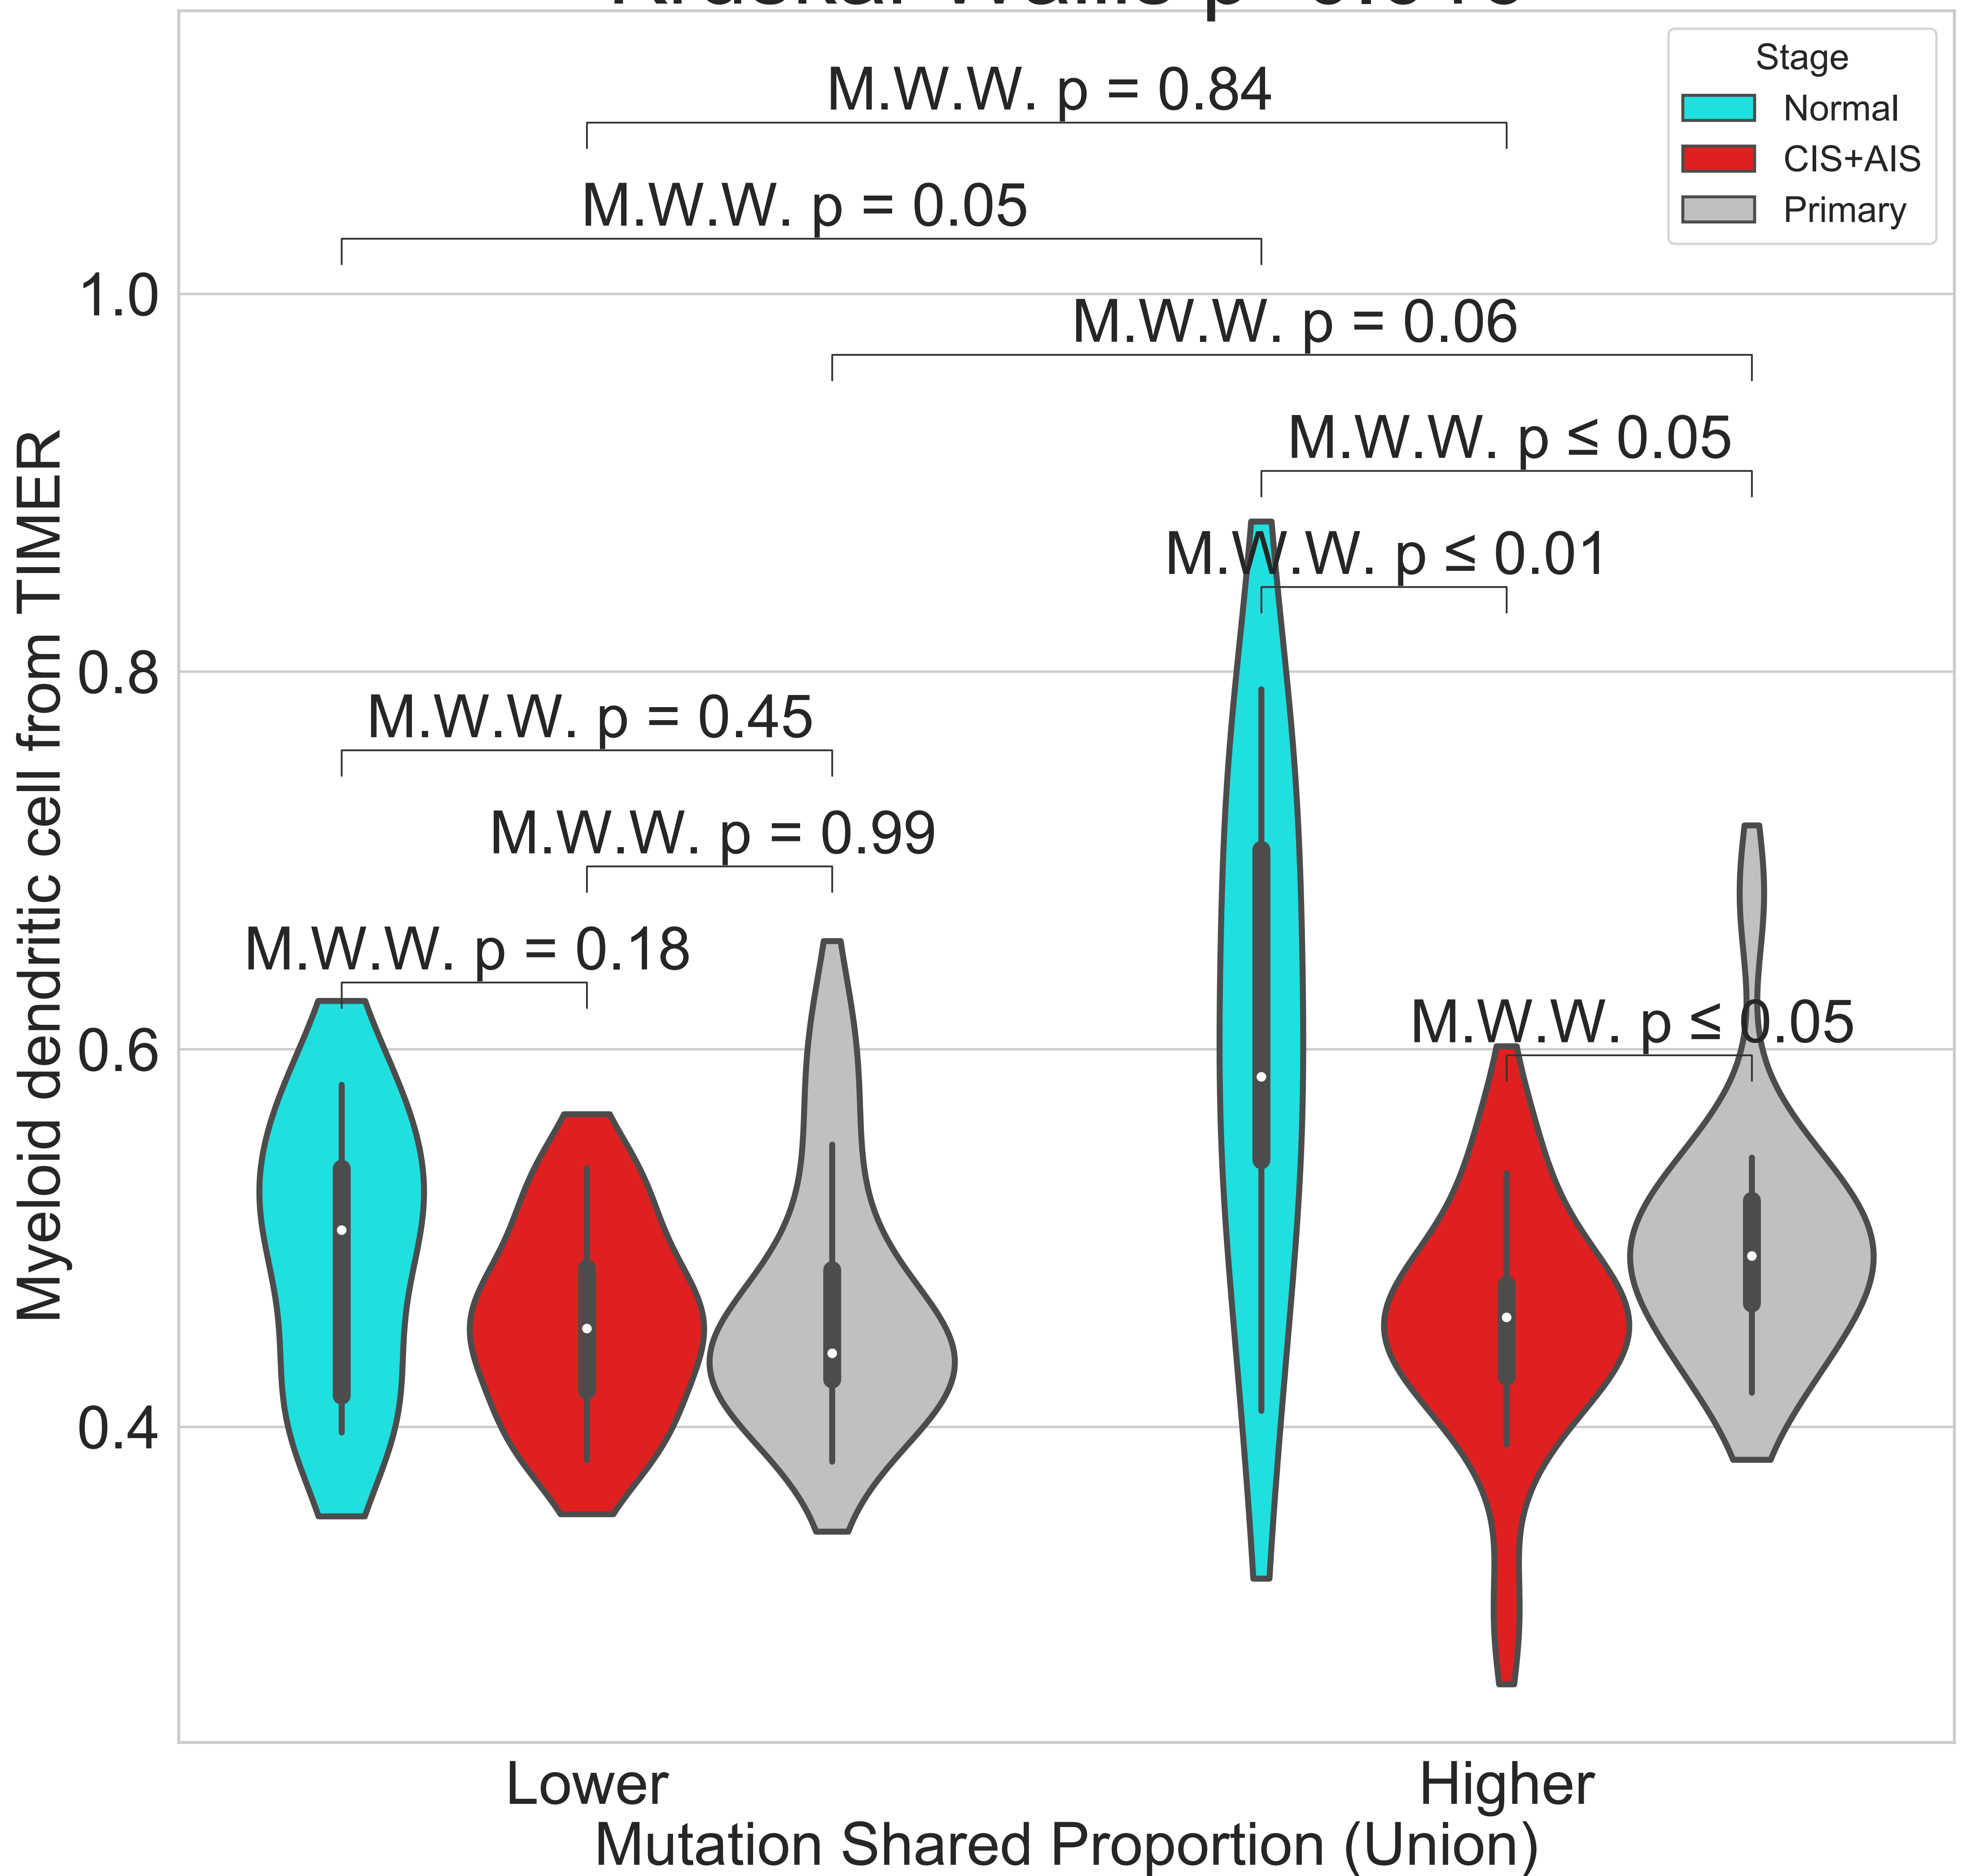 M.W.W. p = 0.84
M.W.W. p = 0.05
M.W.W. p = 0.06
M.W.W. p ≤ 0.05
M.W.W. p ≤ 0.01
M.W.W. p = 0.45
M.W.W. p = 0.99
M.W.W. p = 0.18
M.W.W. p ≤ 0.05
Stage
Normal
CIS+AIS
Primary
Myeloid dendritic cell from TIMER
1.0
0.8
0.6
0.4
Lower
Higher
Mutation Shared Proportion (Union)